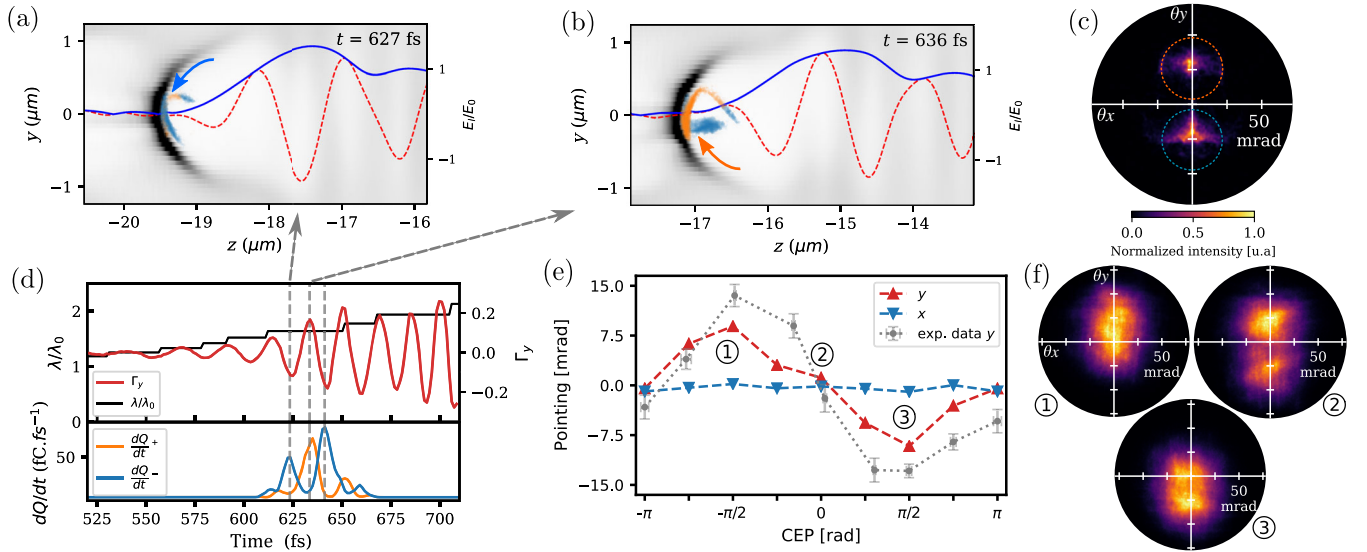 (a)
t = 627 fs
y (μm)
1
0
−1
1
−1
E_l/E_0
−20
−19
−18
−17
−16
z (μm)
(b)
t = 636 fs
y (μm)
1
0
−1
1
−1
E_l/E_0
−17
−16
−15
−14
z (μm)
(c)
θy
θx
50
mrad
0.0
0.5
1.0
Normalized intensity [u.a]
(d)
λ/λ_0
2
1
0
0.2
0.0
−0.2
Γ_y
Γ_y
λ/λ_0
dQ/dt (fC.fs⁻¹)
50
dQ/dt +
dQ/dt −
525
550
575
600
625
650
675
700
Time (fs)
(e)
Pointing [mrad]
15.0
7.5
0.0
−7.5
−15.0
y
x
exp. data y
①
②
③
-π
-π/2
0
π/2
π
CEP [rad]
(f)
θy
θx
50
mrad
①
50
mrad
②
50
mrad
③